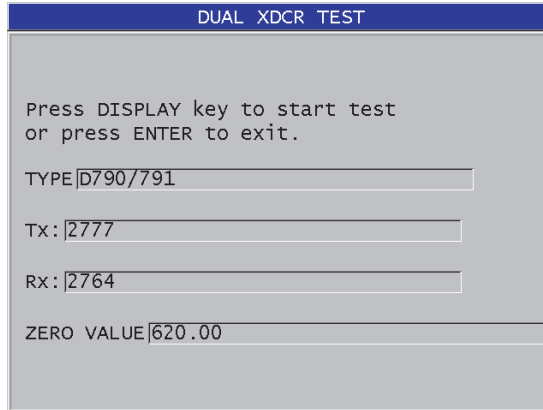 DUAL XDCR TEST
Press DISPLAY key to start test
or press ENTER to exit.
TYPE D790/791
Tx: 2777
Rx: 2764
ZERO VALUE 620.00